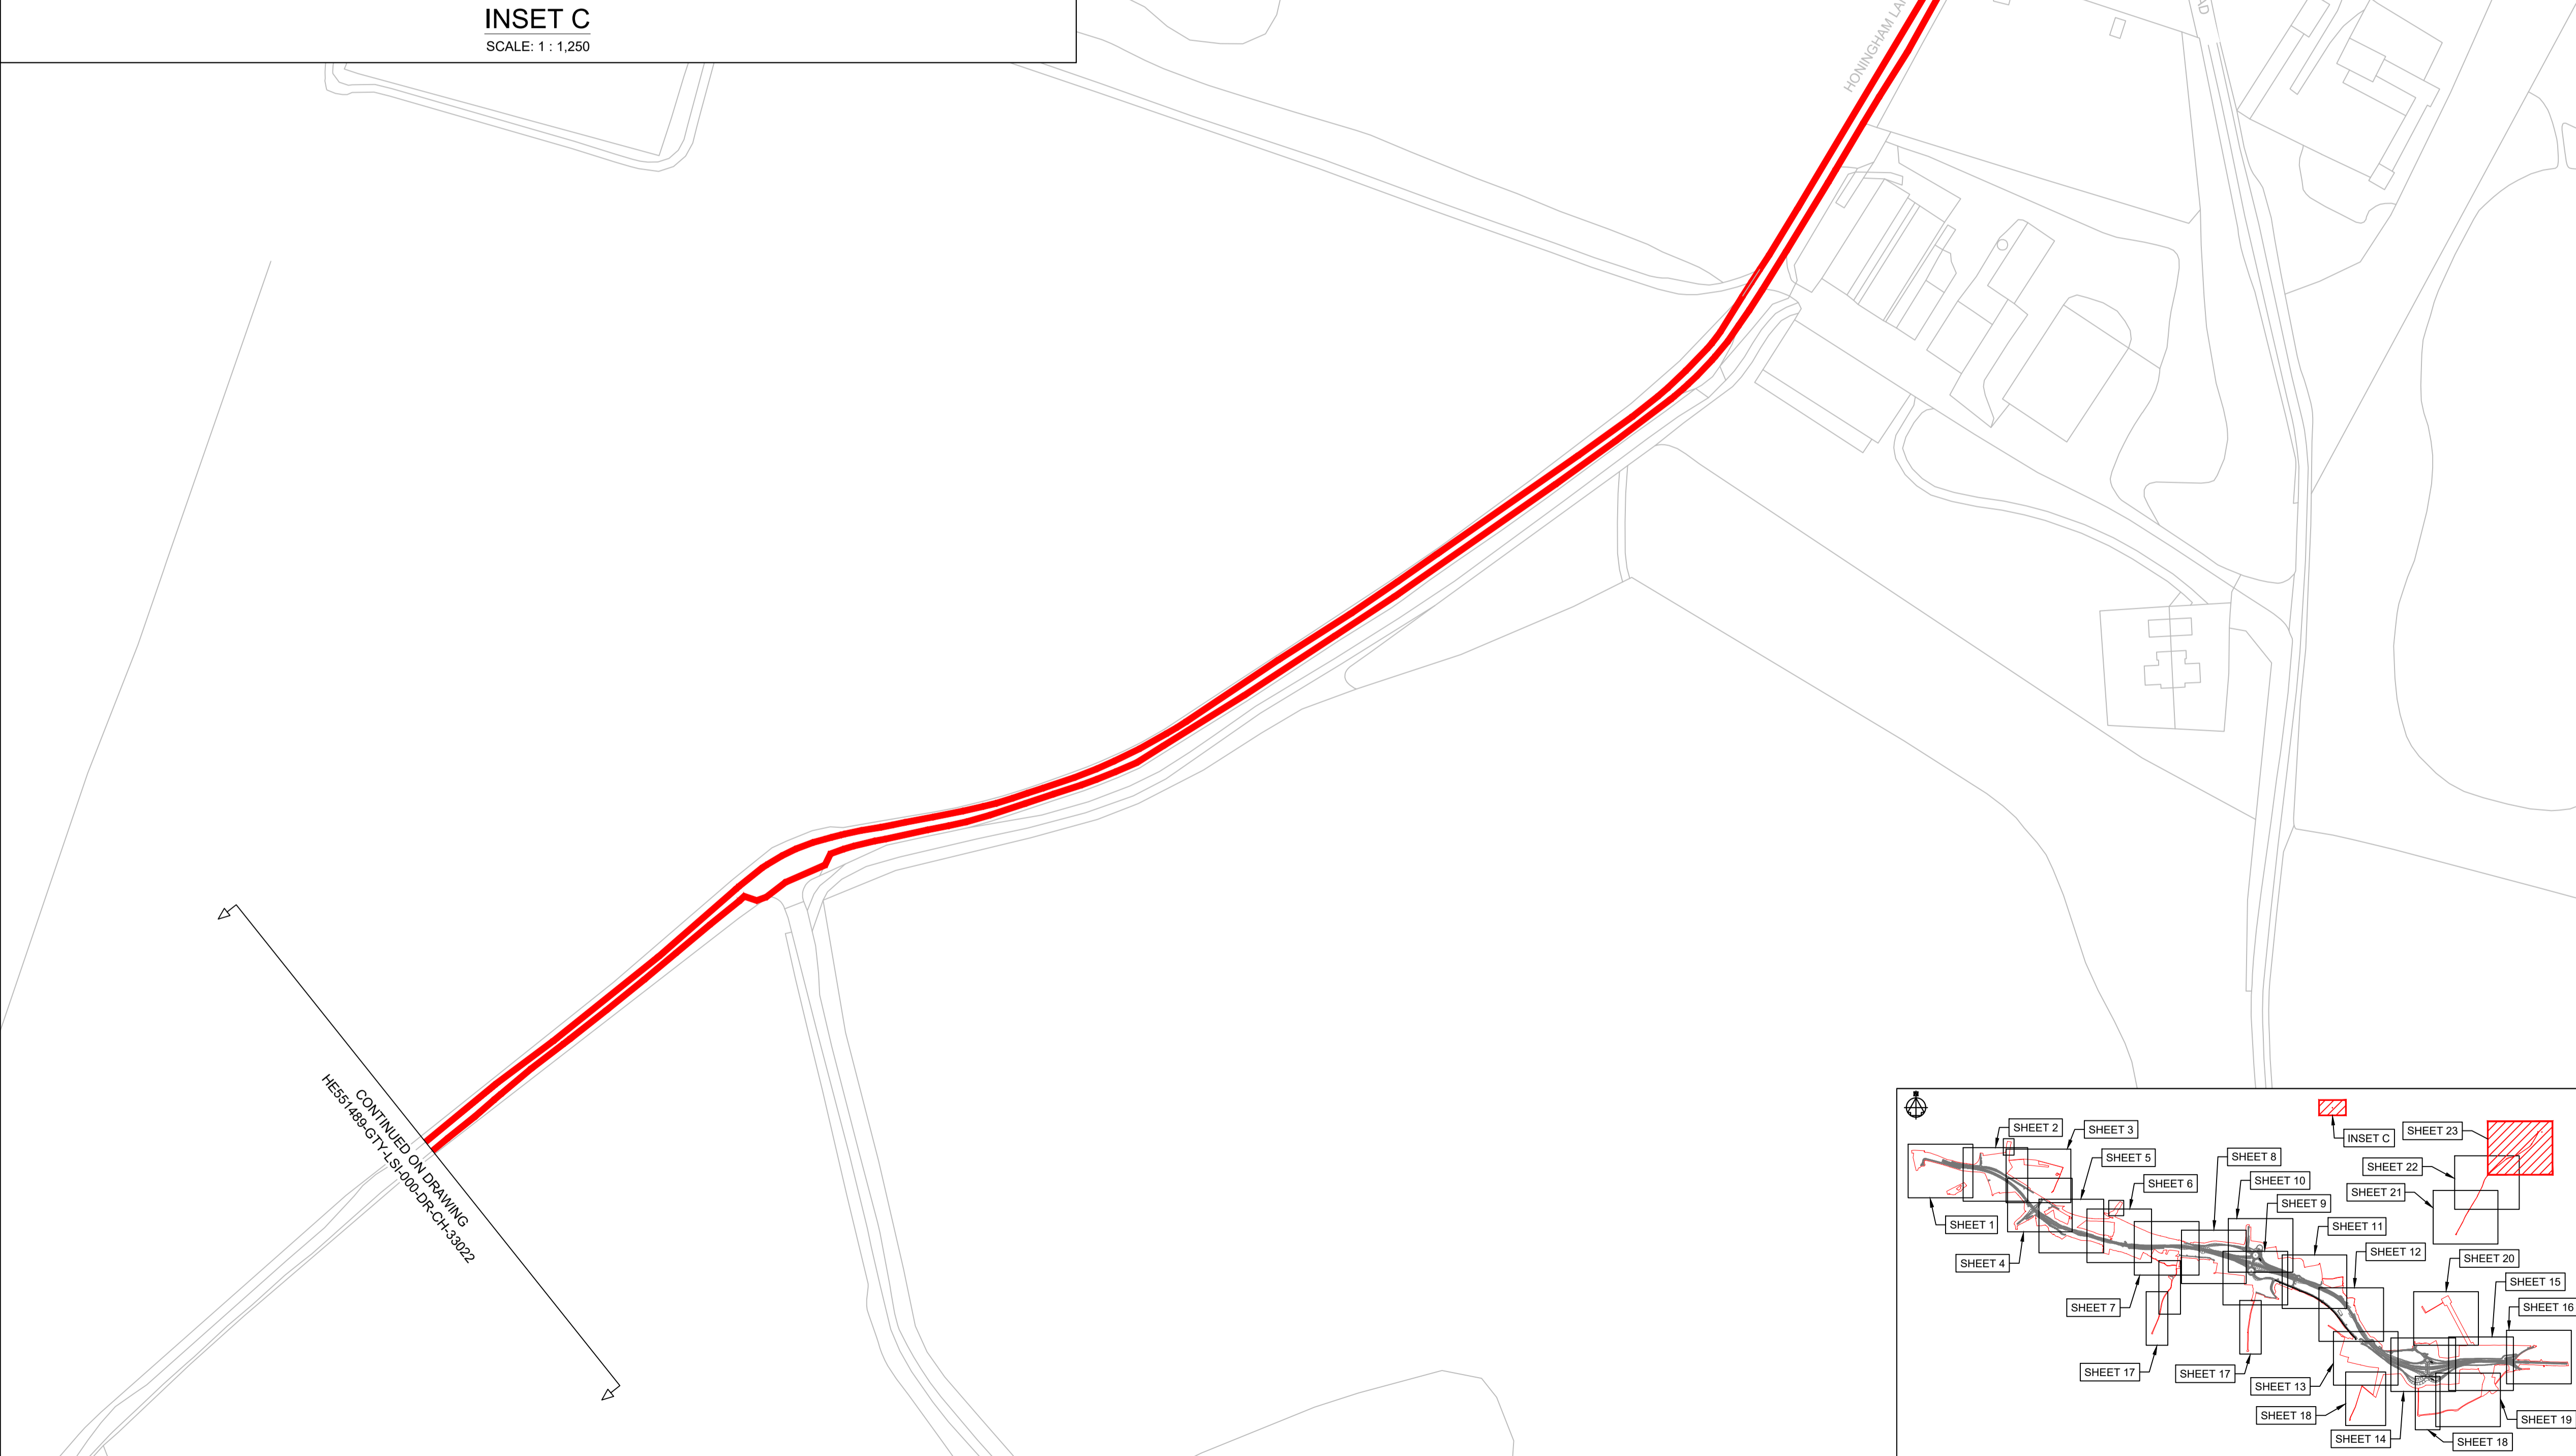 INSET C
SCALE: 1 : 1,250
HONINGHAM
CONTINUED ON DRAWING
HE551489-GTY-LSI-000-DR-CH-33022
SHEET 2
SHEET 3
INSET C
SHEET 23
SHEET 5
SHEET 8
SHEET 22
SHEET 6
SHEET 10
SHEET 21
SHEET 9
SHEET 1
SHEET 11
SHEET 4
SHEET 12
SHEET 20
SHEET 15
SHEET 7
SHEET 16
SHEET 17
SHEET 17
SHEET 13
SHEET 18
SHEET 19
SHEET 14
SHEET 18